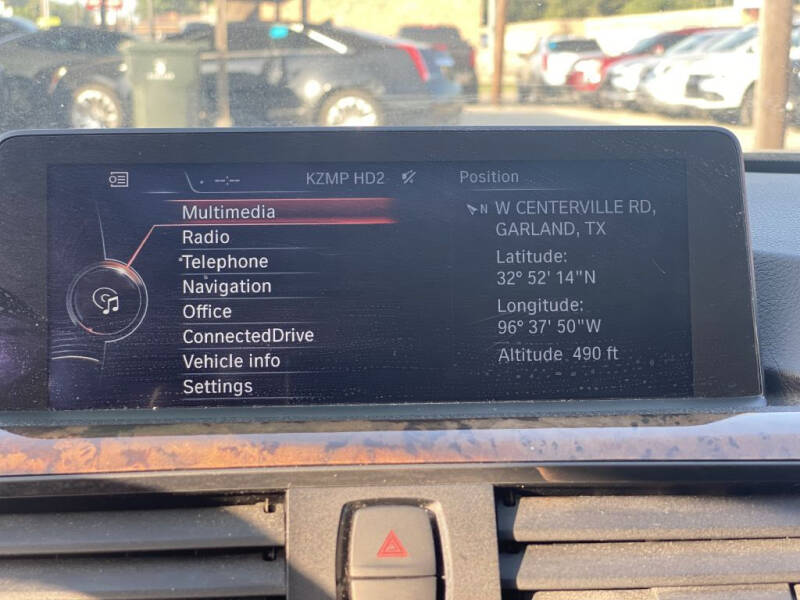 --:-- KZMP HD2 Position
Multimedia
Radio
Telephone
Navigation
Office
ConnectedDrive
Vehicle info
Settings
N W CENTERVILLE RD,
GARLAND, TX
Latitude:
32° 52' 14"N
Longitude:
96° 37' 50"W
Altitude 490 ft